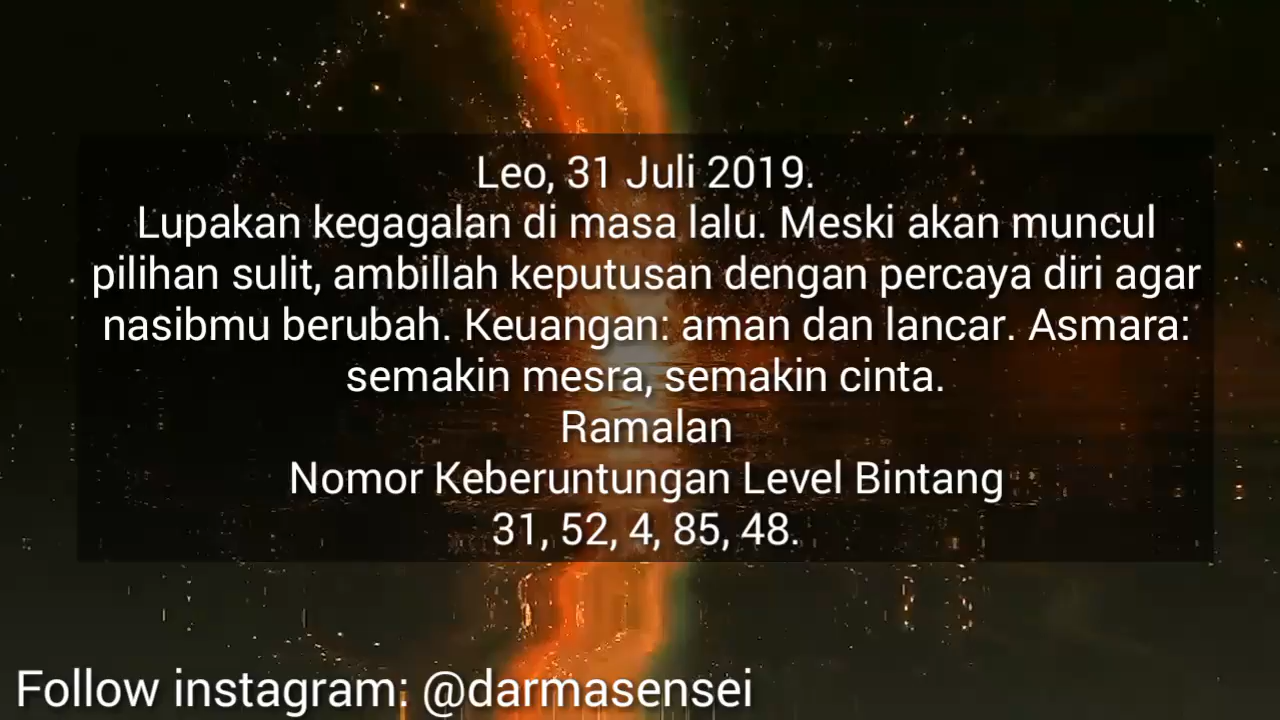 Leo, 31 Juli 2019.
Lupakan kegagalan di masa lalu. Meski akan muncul
pilihan sulit, ambillah keputusan dengan percaya diri agar
nasibmu berubah. Keuangan: aman dan lancar. Asmara:
semakin mesra, semakin cinta.
Ramalan
Nomor Keberuntungan Level Bintang
31, 52, 4, 85, 48.
Follow instagram: @darmasensei